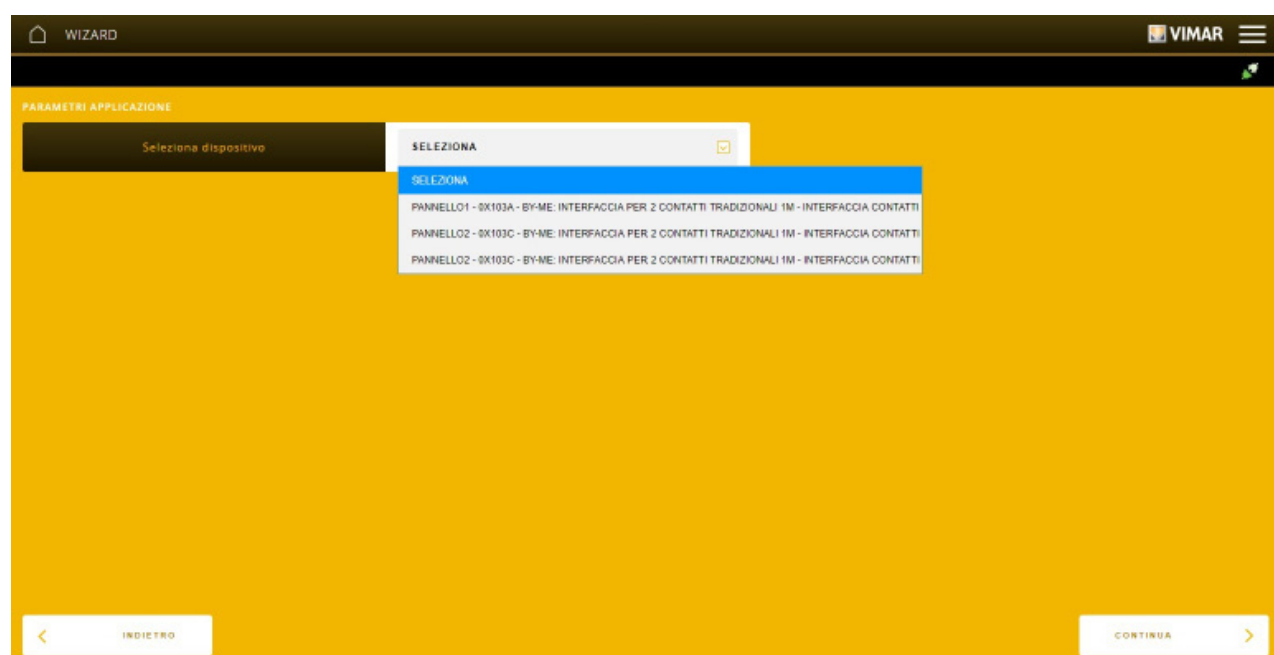 WIZARD
VIMAR
PARAMETRI APPLICAZIONE
Seleziona dispositivo
SELEZIONA
SELEZIONA
PANNELLO1 - 0X103A - BY-ME: INTERFACCIA PER 2 CONTATTI TRADIZIONALI 1M - INTERFACCIA CONTATTI
PANNELLO2 - 0X103C - BY-ME: INTERFACCIA PER 2 CONTATTI TRADIZIONALI 1M - INTERFACCIA CONTATTI
PANNELLO2 - 0X103C - BY-ME: INTERFACCIA PER 2 CONTATTI TRADIZIONALI 1M - INTERFACCIA CONTATTI
INDIETRO
CONTINUA